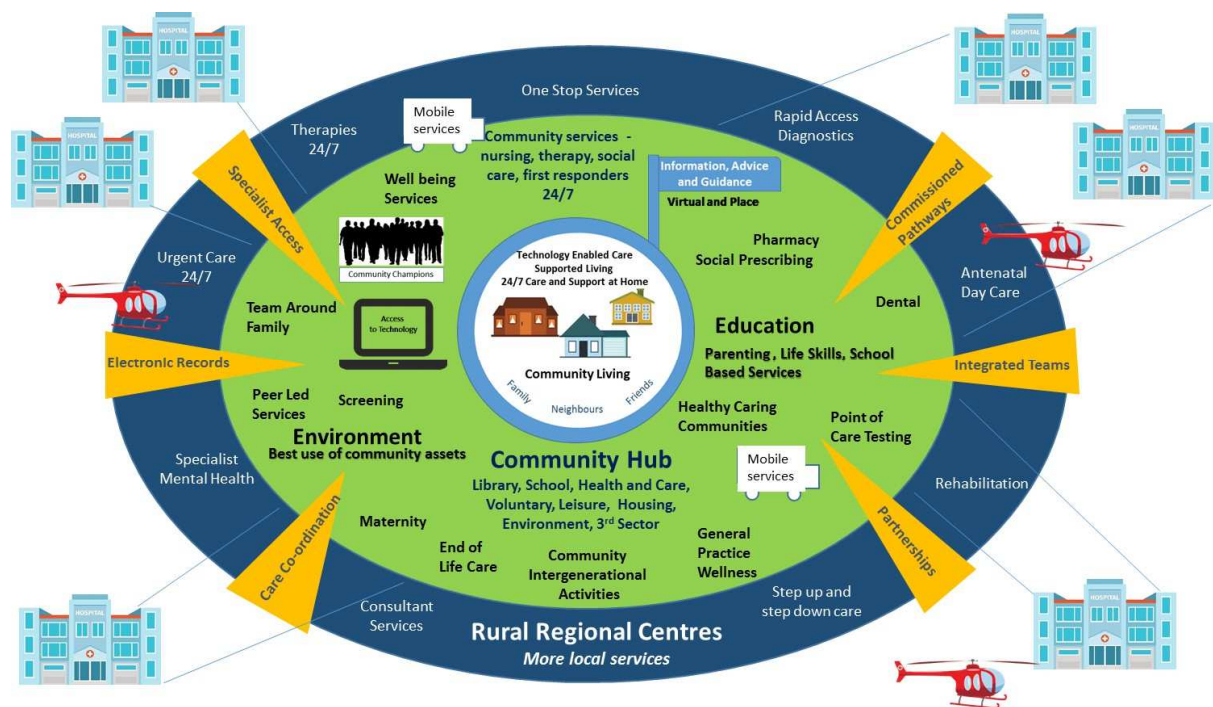 HOSPITAL
HOSPITAL
HOSPITAL
HOSPITAL
One Stop Services
Therapies
24/7
Rapid Access
Diagnostics
Urgent Care
24/7
Antenatal
Day Care
Specialist
Mental Health
Rehabilitation
Consultant
Services
Step up and
step down care
Rural Regional Centres
More local services
Specialist Access
Electronic Records
Care Co-ordination
Commissioned
Pathways
Integrated Teams
Partnerships
Mobile
services
Community services -
nursing, therapy, social
care, first responders
24/7
Information, Advice
and Guidance
Virtual and Place
Well being
Services
Community Champions
Pharmacy
Social Prescribing
Dental
Team Around
Family
Access
to Technology
Technology Enabled Care
Supported Living
24/7 Care and Support at Home
Community Living
Family
Neighbours
Friends
Education
Parenting , Life Skills, School
Based Services
Peer Led
Services
Screening
Healthy Caring
Communities
Point of
Care Testing
Environment
Best use of community assets
Community Hub
Library, School, Health and Care,
Voluntary, Leisure, Housing,
Environment, 3rd Sector
Mobile
services
Maternity
End of
Life Care
Community
Intergenerational
Activities
General
Practice
Wellness
HOSPITAL
HOSPITAL